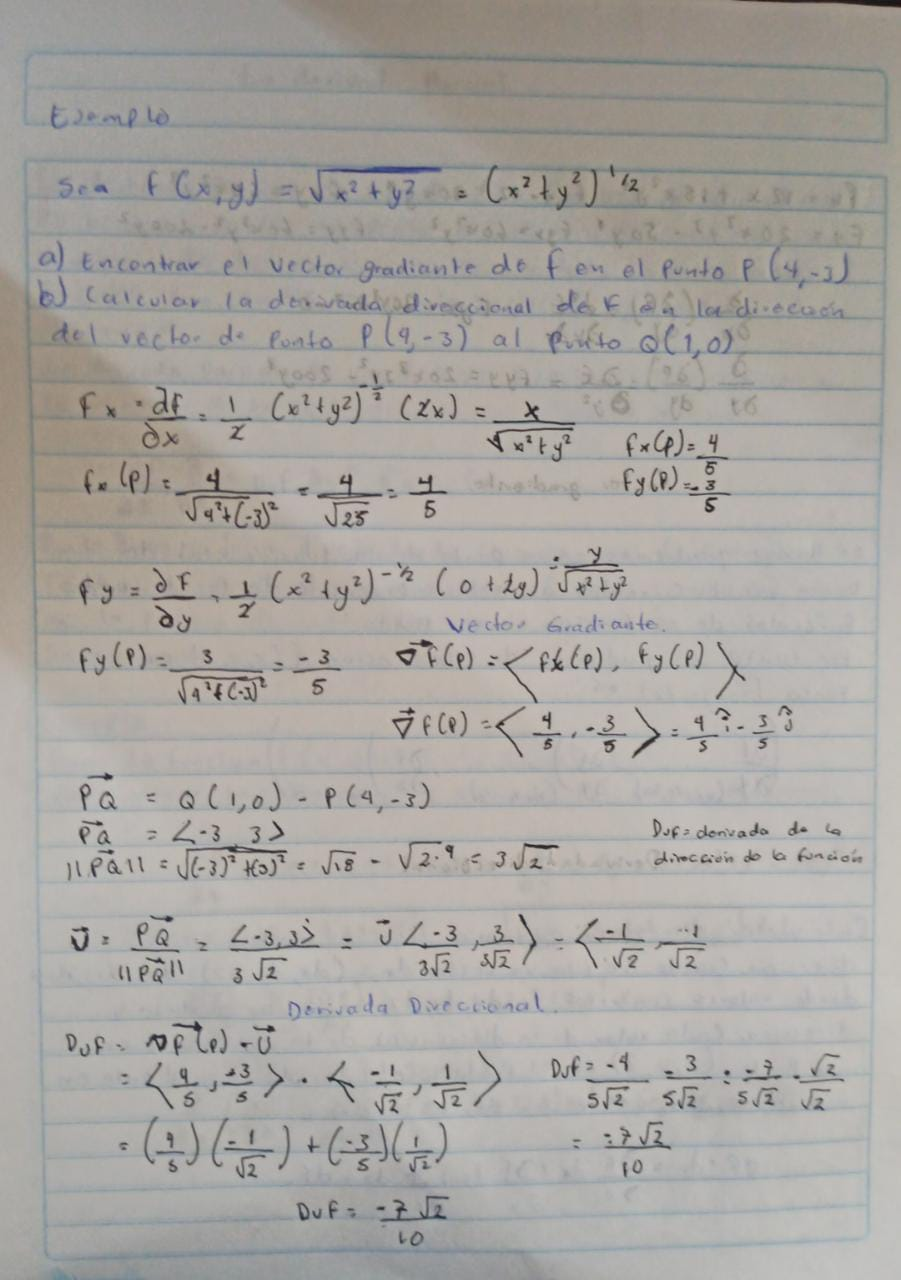 Ejemplo
Sea f(x,y) = √(x² + y²) = (x² + y²)^1/2
a) Encontrar el vector gradiante de f en el punto P(4,-3)
b) Calcular la derivada direccional de F en la dirección
del vector de punto P(4,-3) al punto Q(1,0)
Fx = ∂f/∂x = 1/2 (x² + y²)^-1/2 (2x) = x/√(x² + y²)
fx(P) = 4/5
fx(P) = 4/√(4²+(-3)²) = 4/√25 = 4/5
Fy(P) = -3/5
Fy = ∂F/∂y = 1/2 (x² + y²)^-1/2 (0 + 2y) = y/√(x² + y²)
Vector Gradiante.
Fy(P) = 3/√(4²+(-3)²) = -3/5
∇f(P) = ⟨fx(P), Fy(P)⟩
∇f(P) = ⟨4/5, -3/5⟩ = 4/5 î - 3/5 ĵ
PQ = Q(1,0) - P(4,-3)
PQ = ⟨-3 3⟩
||PQ|| = √((-3)² + (3)²) = √18 - √2·9 = 3√2
Duf = derivada de la
dirección do la función
U = PQ/||PQ|| = ⟨-3,3⟩/3√2 = U ⟨-3/3√2, 3/3√2⟩ = ⟨-1/√2, -1/√2⟩
Derivada Direccional.
Duf = ∇f(P) - U
= ⟨4/5, -3/5⟩ · ⟨-1/√2, 1/√2⟩
= (4/5)(-1/√2) + (-3/5)(1/√2)
Duf = -4/5√2 - 3/5√2 = -7/5√2 · √2/√2
= -7√2/10
Duf = -7√2/10